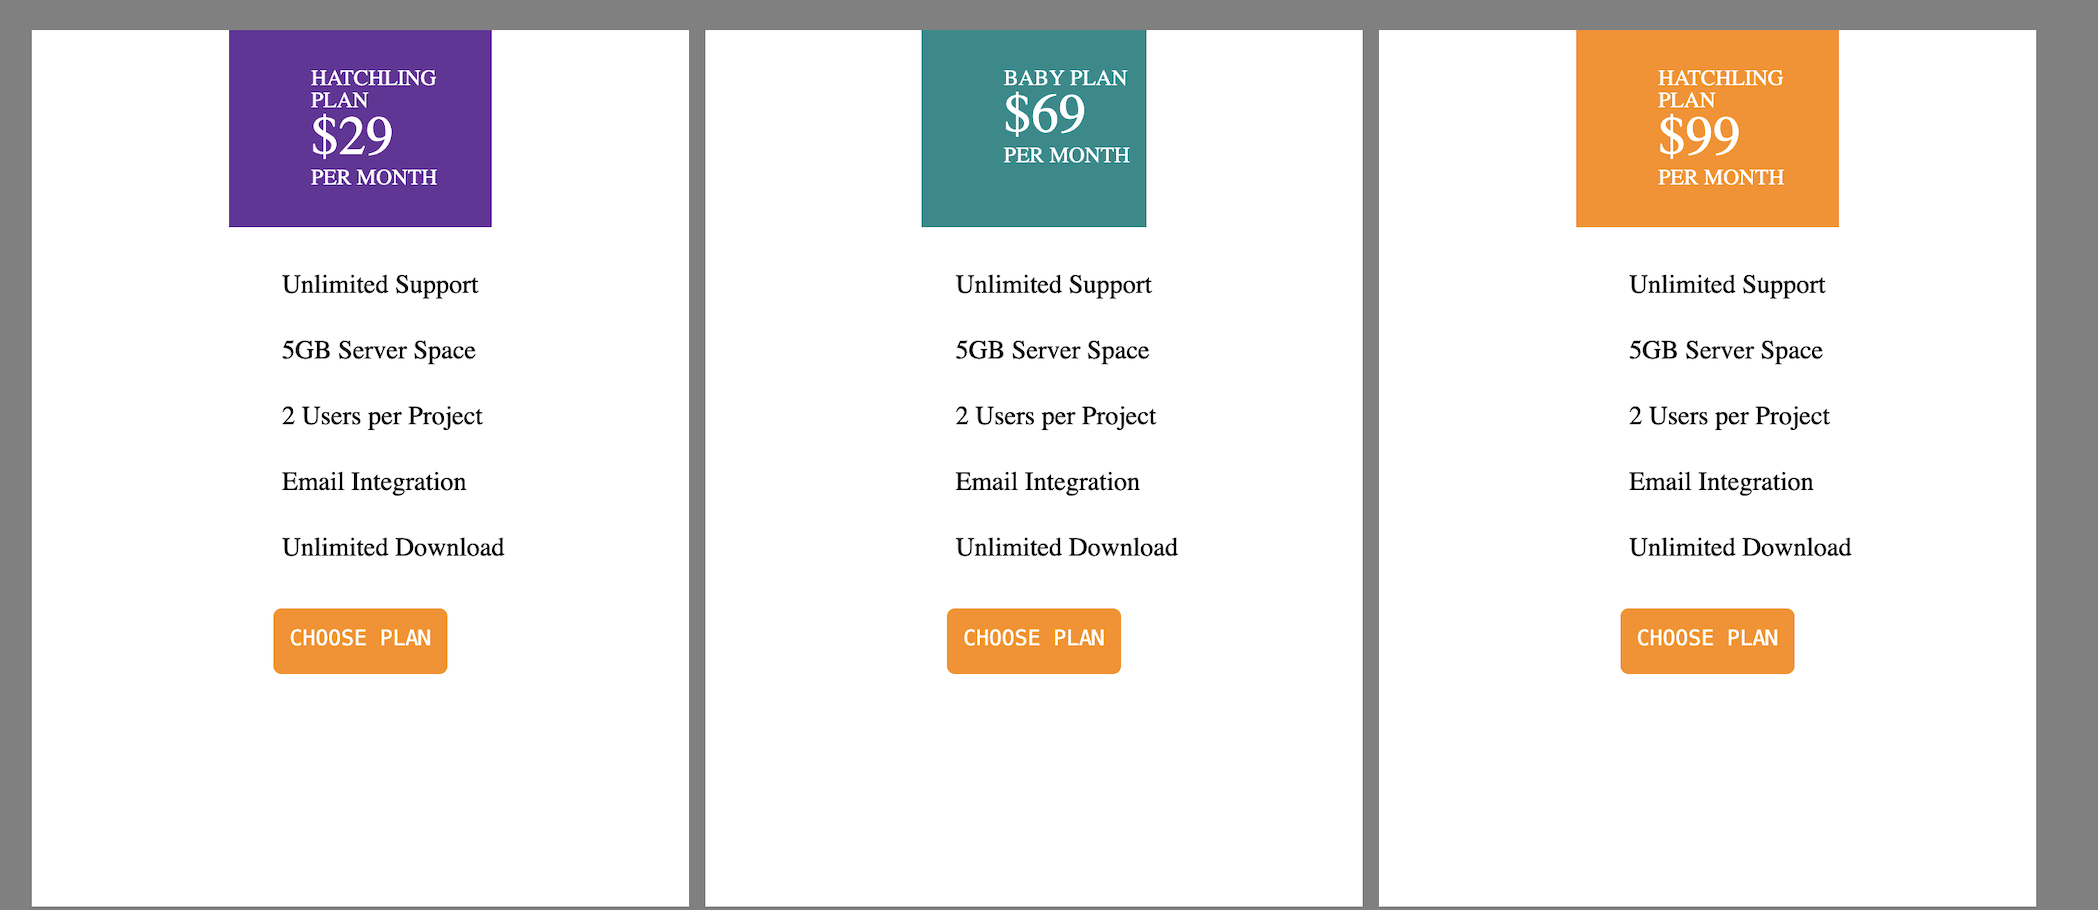 HATCHLING
PLAN
$29
PER MONTH
Unlimited Support
5GB Server Space
2 Users per Project
Email Integration
Unlimited Download
CHOOSE PLAN
BABY PLAN
$69
PER MONTH
Unlimited Support
5GB Server Space
2 Users per Project
Email Integration
Unlimited Download
CHOOSE PLAN
HATCHLING
PLAN
$99
PER MONTH
Unlimited Support
5GB Server Space
2 Users per Project
Email Integration
Unlimited Download
CHOOSE PLAN